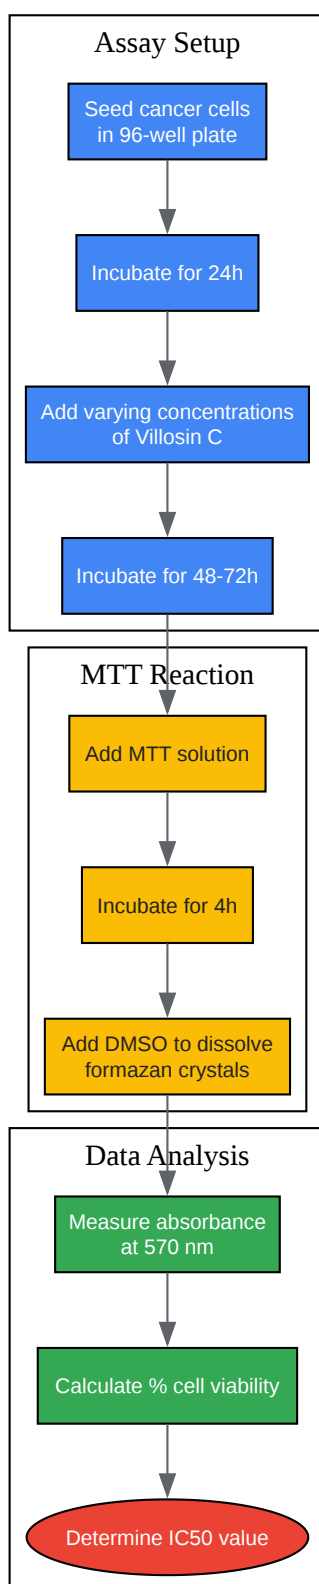 Assay Setup
Seed cancer cells
in 96-well plate
Incubate for 24h
Add varying concentrations
of Villosin C
Incubate for 48-72h
MTT Reaction
Add MTT solution
Incubate for 4h
Add DMSO to dissolve
formazan crystals
Data Analysis
Measure absorbance
at 570 nm
Calculate % cell viability
Determine IC50 value